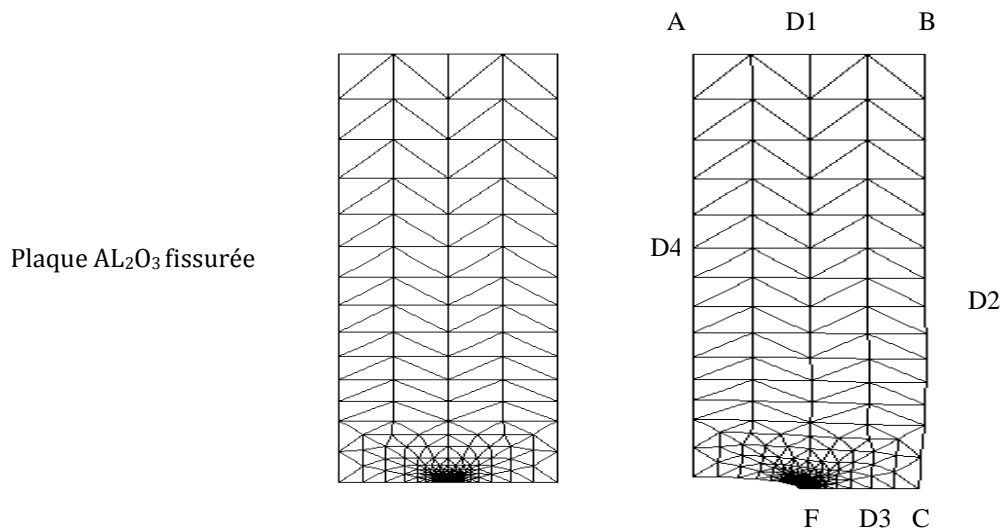 A D1 B
Plaque AL₂O₃ fissurée
D4
D2
F D3 C